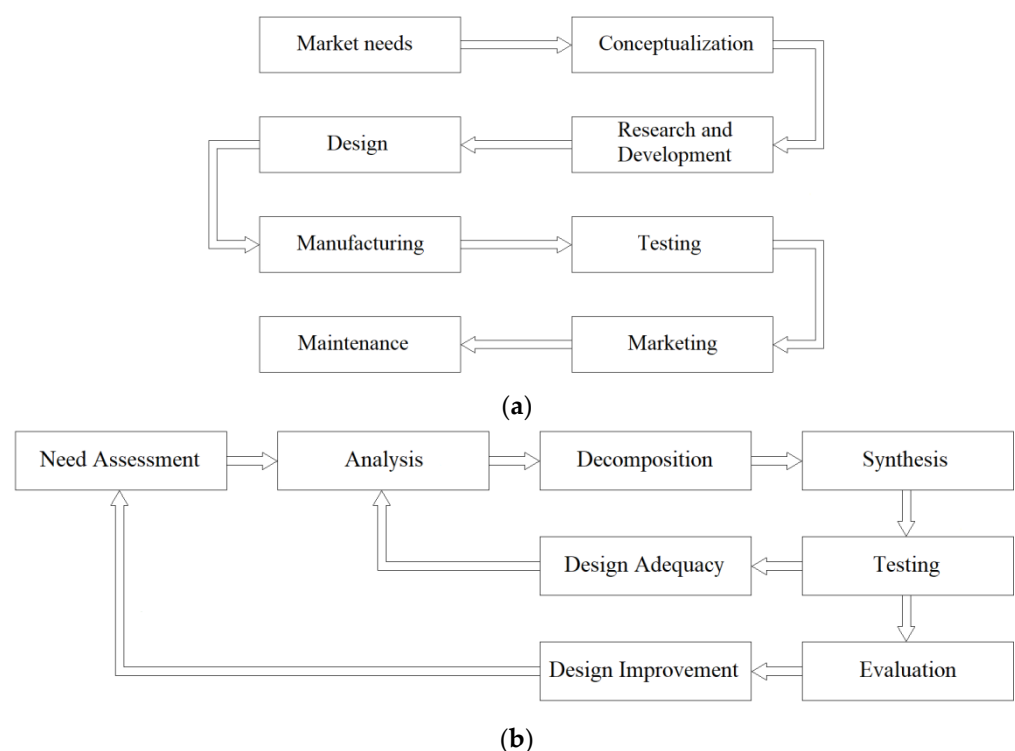 Market needs
Conceptualization
Design
Research and
Development
Manufacturing
Testing
Maintenance
Marketing
(a)
Need Assessment
Analysis
Decomposition
Synthesis
Design Adequacy
Testing
Design Improvement
Evaluation
(b)